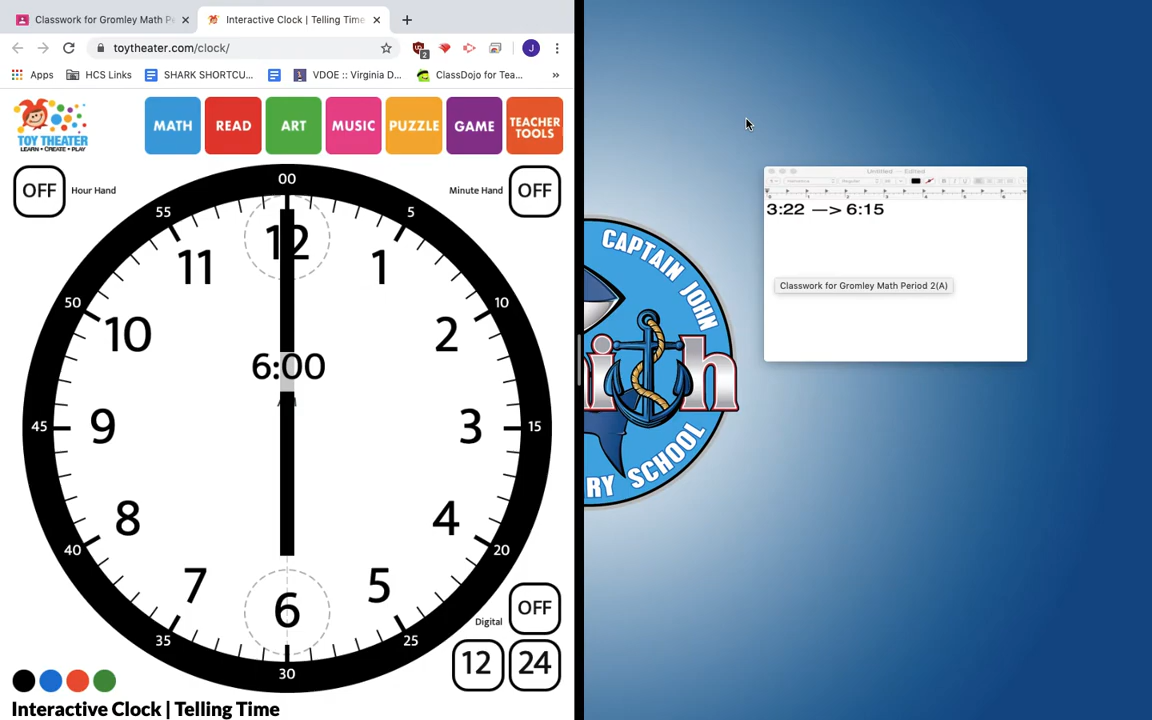 Classwork for Gromley Math Pe
Interactive Clock | Telling Time
toytheater.com/clock/
2
J
Apps
HCS Links
SHARK SHORTCU...
VDOE :: Virginia D...
ClassDojo for Tea...
»
TOY THEATER
LEARN • CREATE • PLAY
MATH
READ
ART
MUSIC
PUZZLE
GAME
TEACHER
TOOLS
OFF
Hour Hand
Minute Hand
OFF
00
5
10
15
20
25
30
35
40
45
50
55
12
1
2
3
4
5
6
7
8
9
10
11
6:00
Digital
OFF
12
24
Interactive Clock | Telling Time
CAPTAIN JOHN
ith
RY SCHOOL
Untitled — Edited
3:22 —> 6:15
Classwork for Gromley Math Period 2(A)